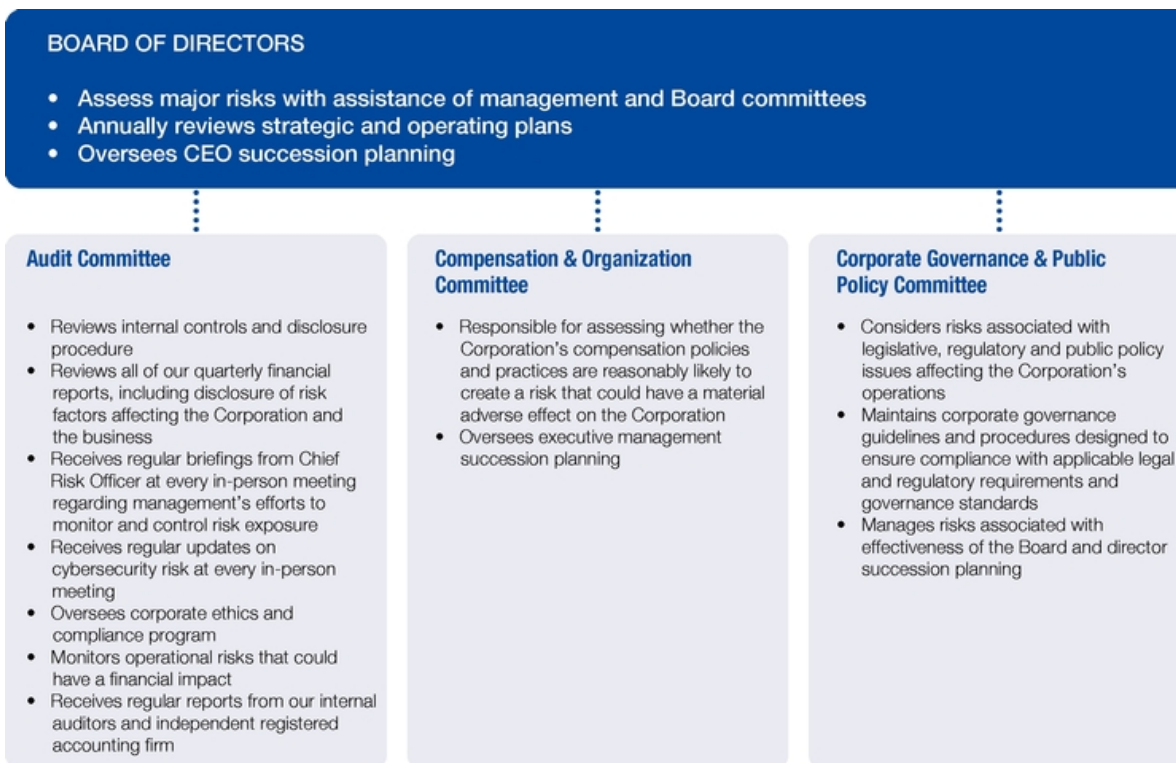 BOARD OF DIRECTORS
• Assess major risks with assistance of management and Board committees
• Annually reviews strategic and operating plans
• Oversees CEO succession planning
Audit Committee
• Reviews internal controls and disclosure
procedure
• Reviews all of our quarterly financial
reports, including disclosure of risk
factors affecting the Corporation and
the business
• Receives regular briefings from Chief
Risk Officer at every in-person meeting
regarding management's efforts to
monitor and control risk exposure
• Receives regular updates on
cybersecurity risk at every in-person
meeting
• Oversees corporate ethics and
compliance program
• Monitors operational risks that could
have a financial impact
• Receives regular reports from our internal
auditors and independent registered
accounting firm
Compensation & Organization
Committee
• Responsible for assessing whether the
Corporation's compensation policies
and practices are reasonably likely to
create a risk that could have a material
adverse effect on the Corporation
• Oversees executive management
succession planning
Corporate Governance & Public
Policy Committee
• Considers risks associated with
legislative, regulatory and public policy
issues affecting the Corporation's
operations
• Maintains corporate governance
guidelines and procedures designed to
ensure compliance with applicable legal
and regulatory requirements and
governance standards
• Manages risks associated with
effectiveness of the Board and director
succession planning